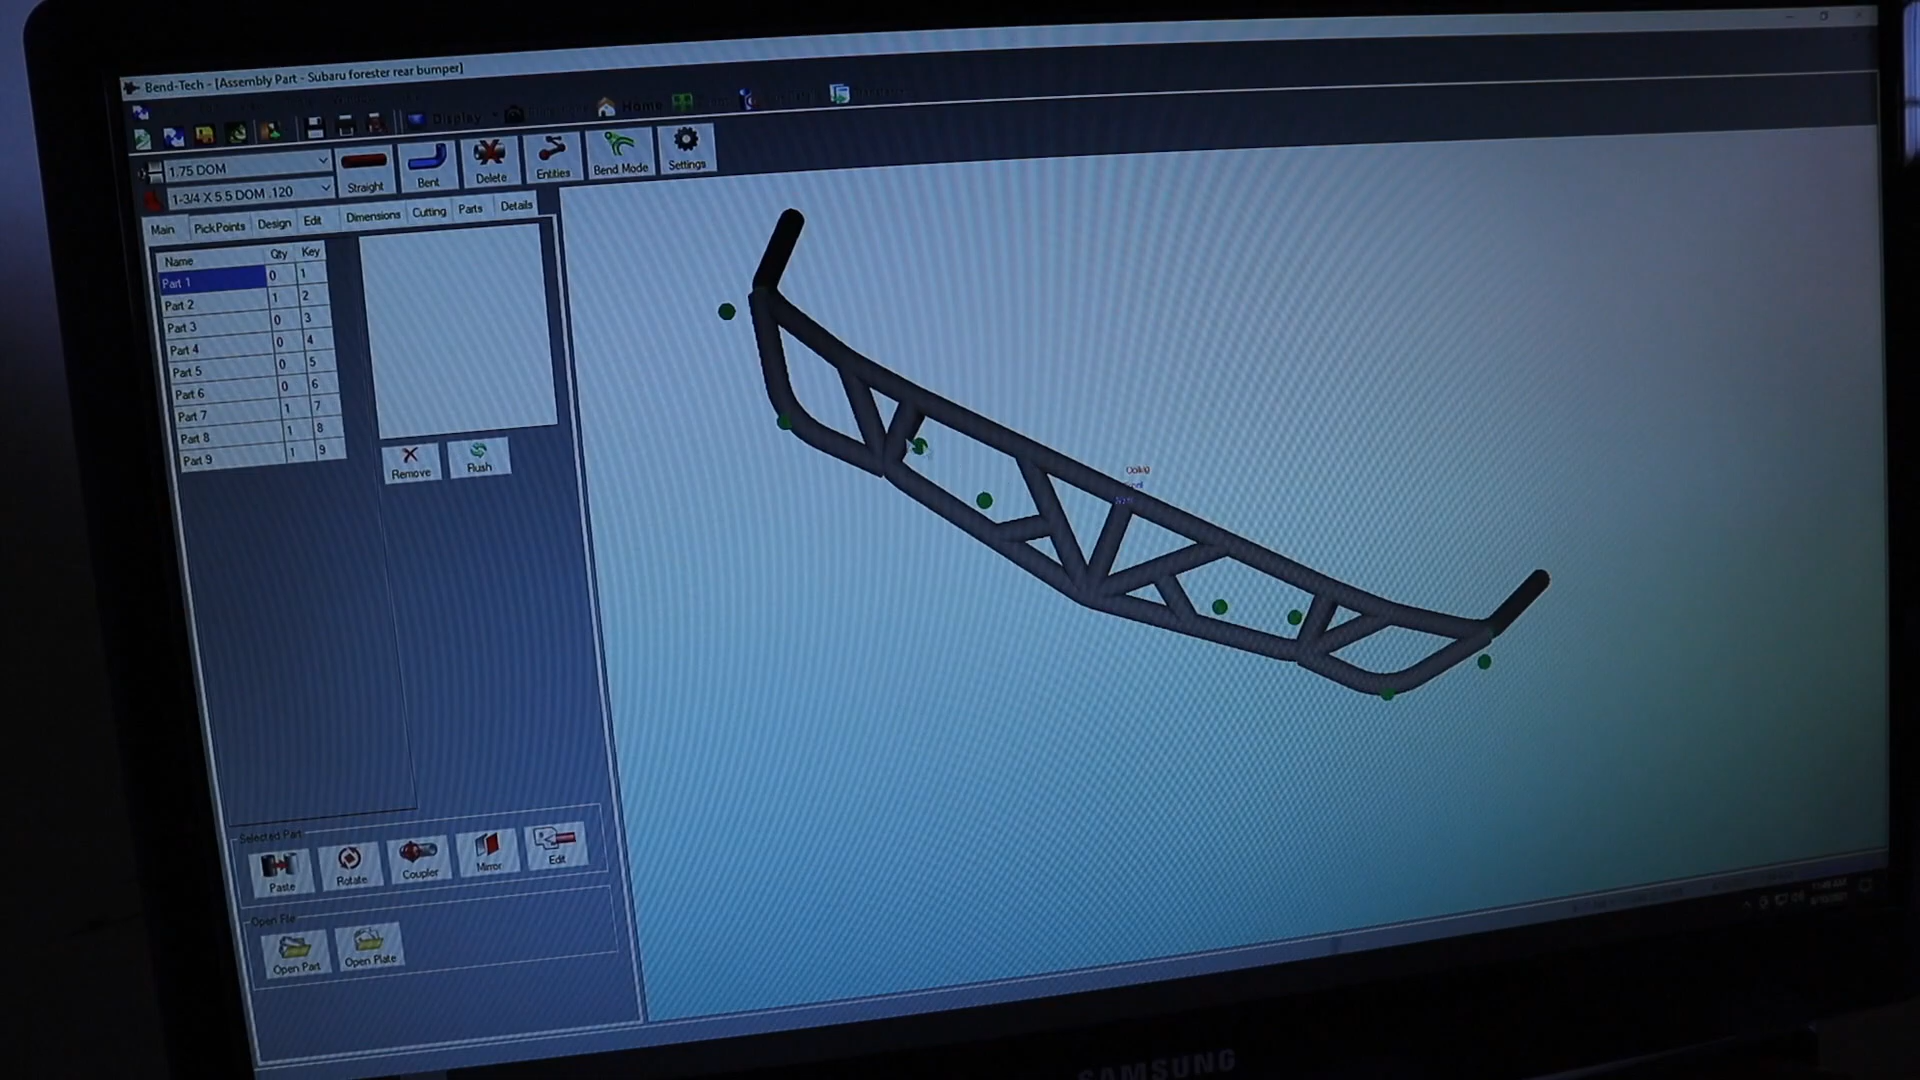 Bend-Tech - [Assembly Part - Subaru forester rear bumper]
Display
Home
1.75 DOM
1-3/4 X 5.5 DOM .120
Straight
Bent
Delete
Entities
Bend Mode
Settings
Main
PickPoints
Design
Edit
Dimensions
Cutting
Parts
Details
Name Qty Key
Part 1 0 1
Part 2 1 2
Part 3 0 3
Part 4 0 4
Part 5 0 5
Part 6 0 6
Part 7 1 7
Part 8 1 8
Part 9 1 9
Remove
Flush
Selected Part
Paste
Rotate
Coupler
Mirror
Edit
Open File
Open Part
Open Plate
SAMSUNG